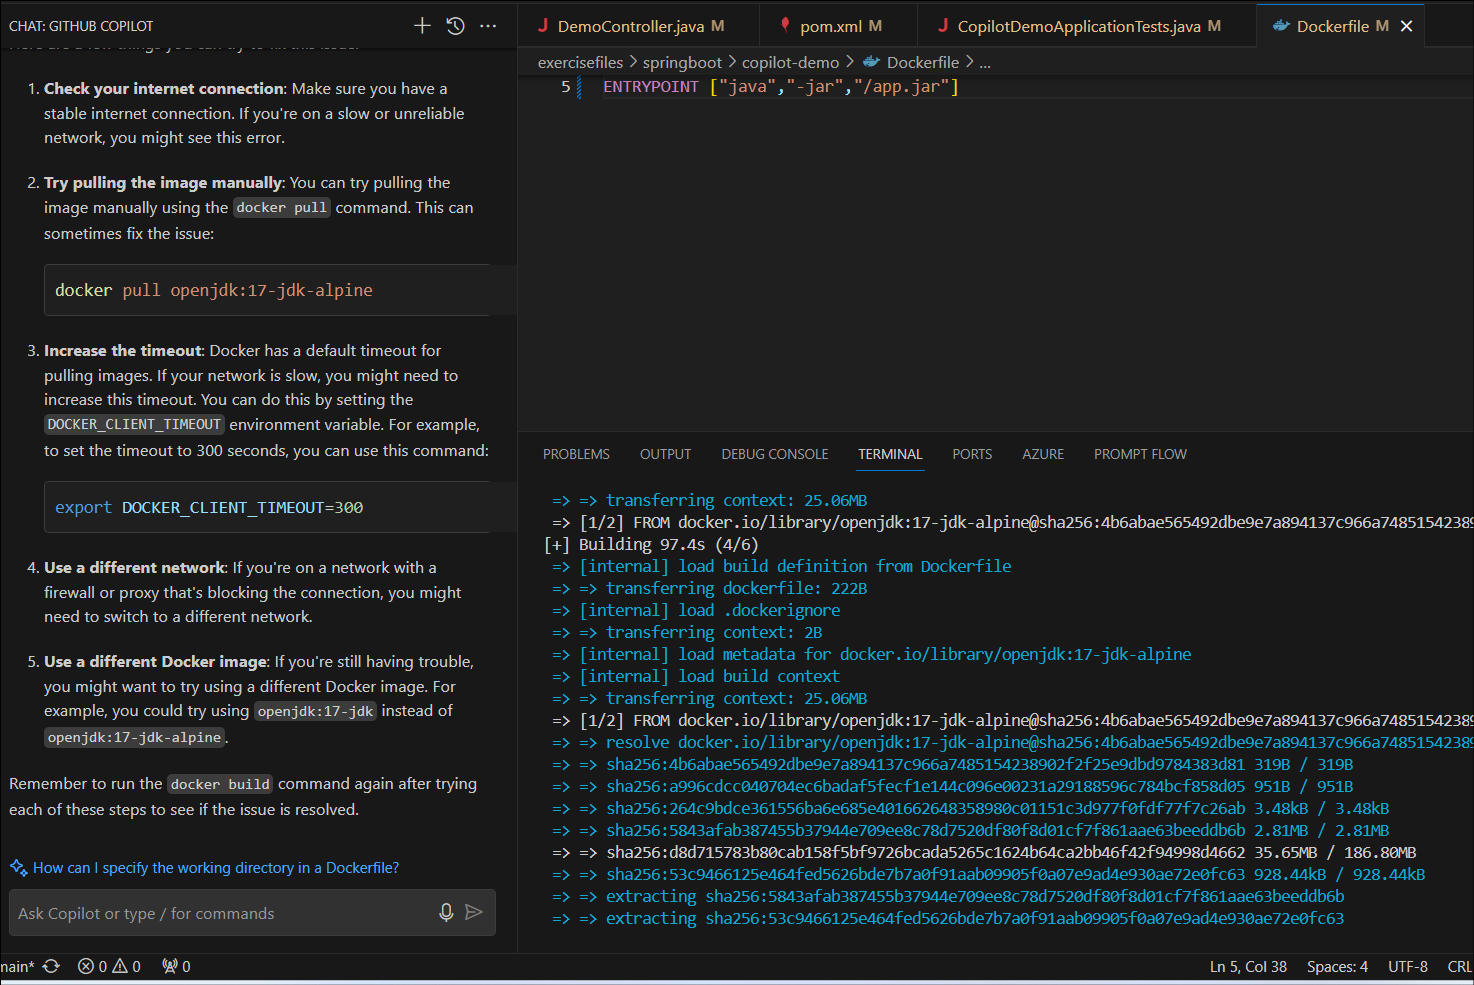 CHAT: GITHUB COPILOT
1. Check your internet connection: Make sure you have a
stable internet connection. If you're on a slow or unreliable
network, you might see this error.
2. Try pulling the image manually: You can try pulling the
image manually using the docker pull command. This can
sometimes fix the issue:
docker pull openjdk:17-jdk-alpine
3. Increase the timeout: Docker has a default timeout for
pulling images. If your network is slow, you might need to
increase this timeout. You can do this by setting the
DOCKER_CLIENT_TIMEOUT environment variable. For example,
to set the timeout to 300 seconds, you can use this command:
export DOCKER_CLIENT_TIMEOUT=300
4. Use a different network: If you're on a network with a
firewall or proxy that's blocking the connection, you might
need to switch to a different network.
5. Use a different Docker image: If you're still having trouble,
you might want to try using a different Docker image. For
example, you could try using openjdk:17-jdk instead of
openjdk:17-jdk-alpine.
Remember to run the docker build command again after trying
each of these steps to see if the issue is resolved.
How can I specify the working directory in a Dockerfile?
Ask Copilot or type / for commands
DemoController.java M pom.xml M CopilotDemoApplicationTests.java M Dockerfile M
exercisefiles > springboot > copilot-demo > Dockerfile > ...
5 ENTRYPOINT ["java","-jar","/app.jar"]
PROBLEMS OUTPUT DEBUG CONSOLE TERMINAL PORTS AZURE PROMPT FLOW
=> => transferring context: 25.06MB
=> [1/2] FROM docker.io/library/openjdk:17-jdk-alpine@sha256:4b6abae565492dbe9e7a894137c966a7485154238
[+] Building 97.4s (4/6)
=> [internal] load build definition from Dockerfile
=> => transferring dockerfile: 222B
=> [internal] load .dockerignore
=> => transferring context: 2B
=> [internal] load metadata for docker.io/library/openjdk:17-jdk-alpine
=> [internal] load build context
=> => transferring context: 25.06MB
=> [1/2] FROM docker.io/library/openjdk:17-jdk-alpine@sha256:4b6abae565492dbe9e7a894137c966a7485154238
=> => resolve docker.io/library/openjdk:17-jdk-alpine@sha256:4b6abae565492dbe9e7a894137c966a7485154238
=> => sha256:4b6abae565492dbe9e7a894137c966a7485154238902f2f25e9dbd9784383d81 319B / 319B
=> => sha256:a996cdcc040704ec6badaf5fecf1e144c096e00231a29188596c784bcf858d05 951B / 951B
=> => sha256:264c9bdce361556ba6e685e401662648358980c01151c3d977f0fdf77f7c26ab 3.48kB / 3.48kB
=> => sha256:5843afab387455b37944e709ee8c78d7520df80f8d01cf7f861aae63beeddb6b 2.81MB / 2.81MB
=> => sha256:d8d715783b80cab158f5bf9726bcada5265c1624b64ca2bb46f42f94998d4662 35.65MB / 186.80MB
=> => sha256:53c9466125e464fed5626bde7b7a0f91aab09905f0a07e9ad4e930ae72e0fc63 928.44kB / 928.44kB
=> => extracting sha256:5843afab387455b37944e709ee8c78d7520df80f8d01cf7f861aae63beeddb6b
=> => extracting sha256:53c9466125e464fed5626bde7b7a0f91aab09905f0a07e9ad4e930ae72e0fc63
nain* 0 0 0 Ln 5, Col 38 Spaces: 4 UTF-8 CRL